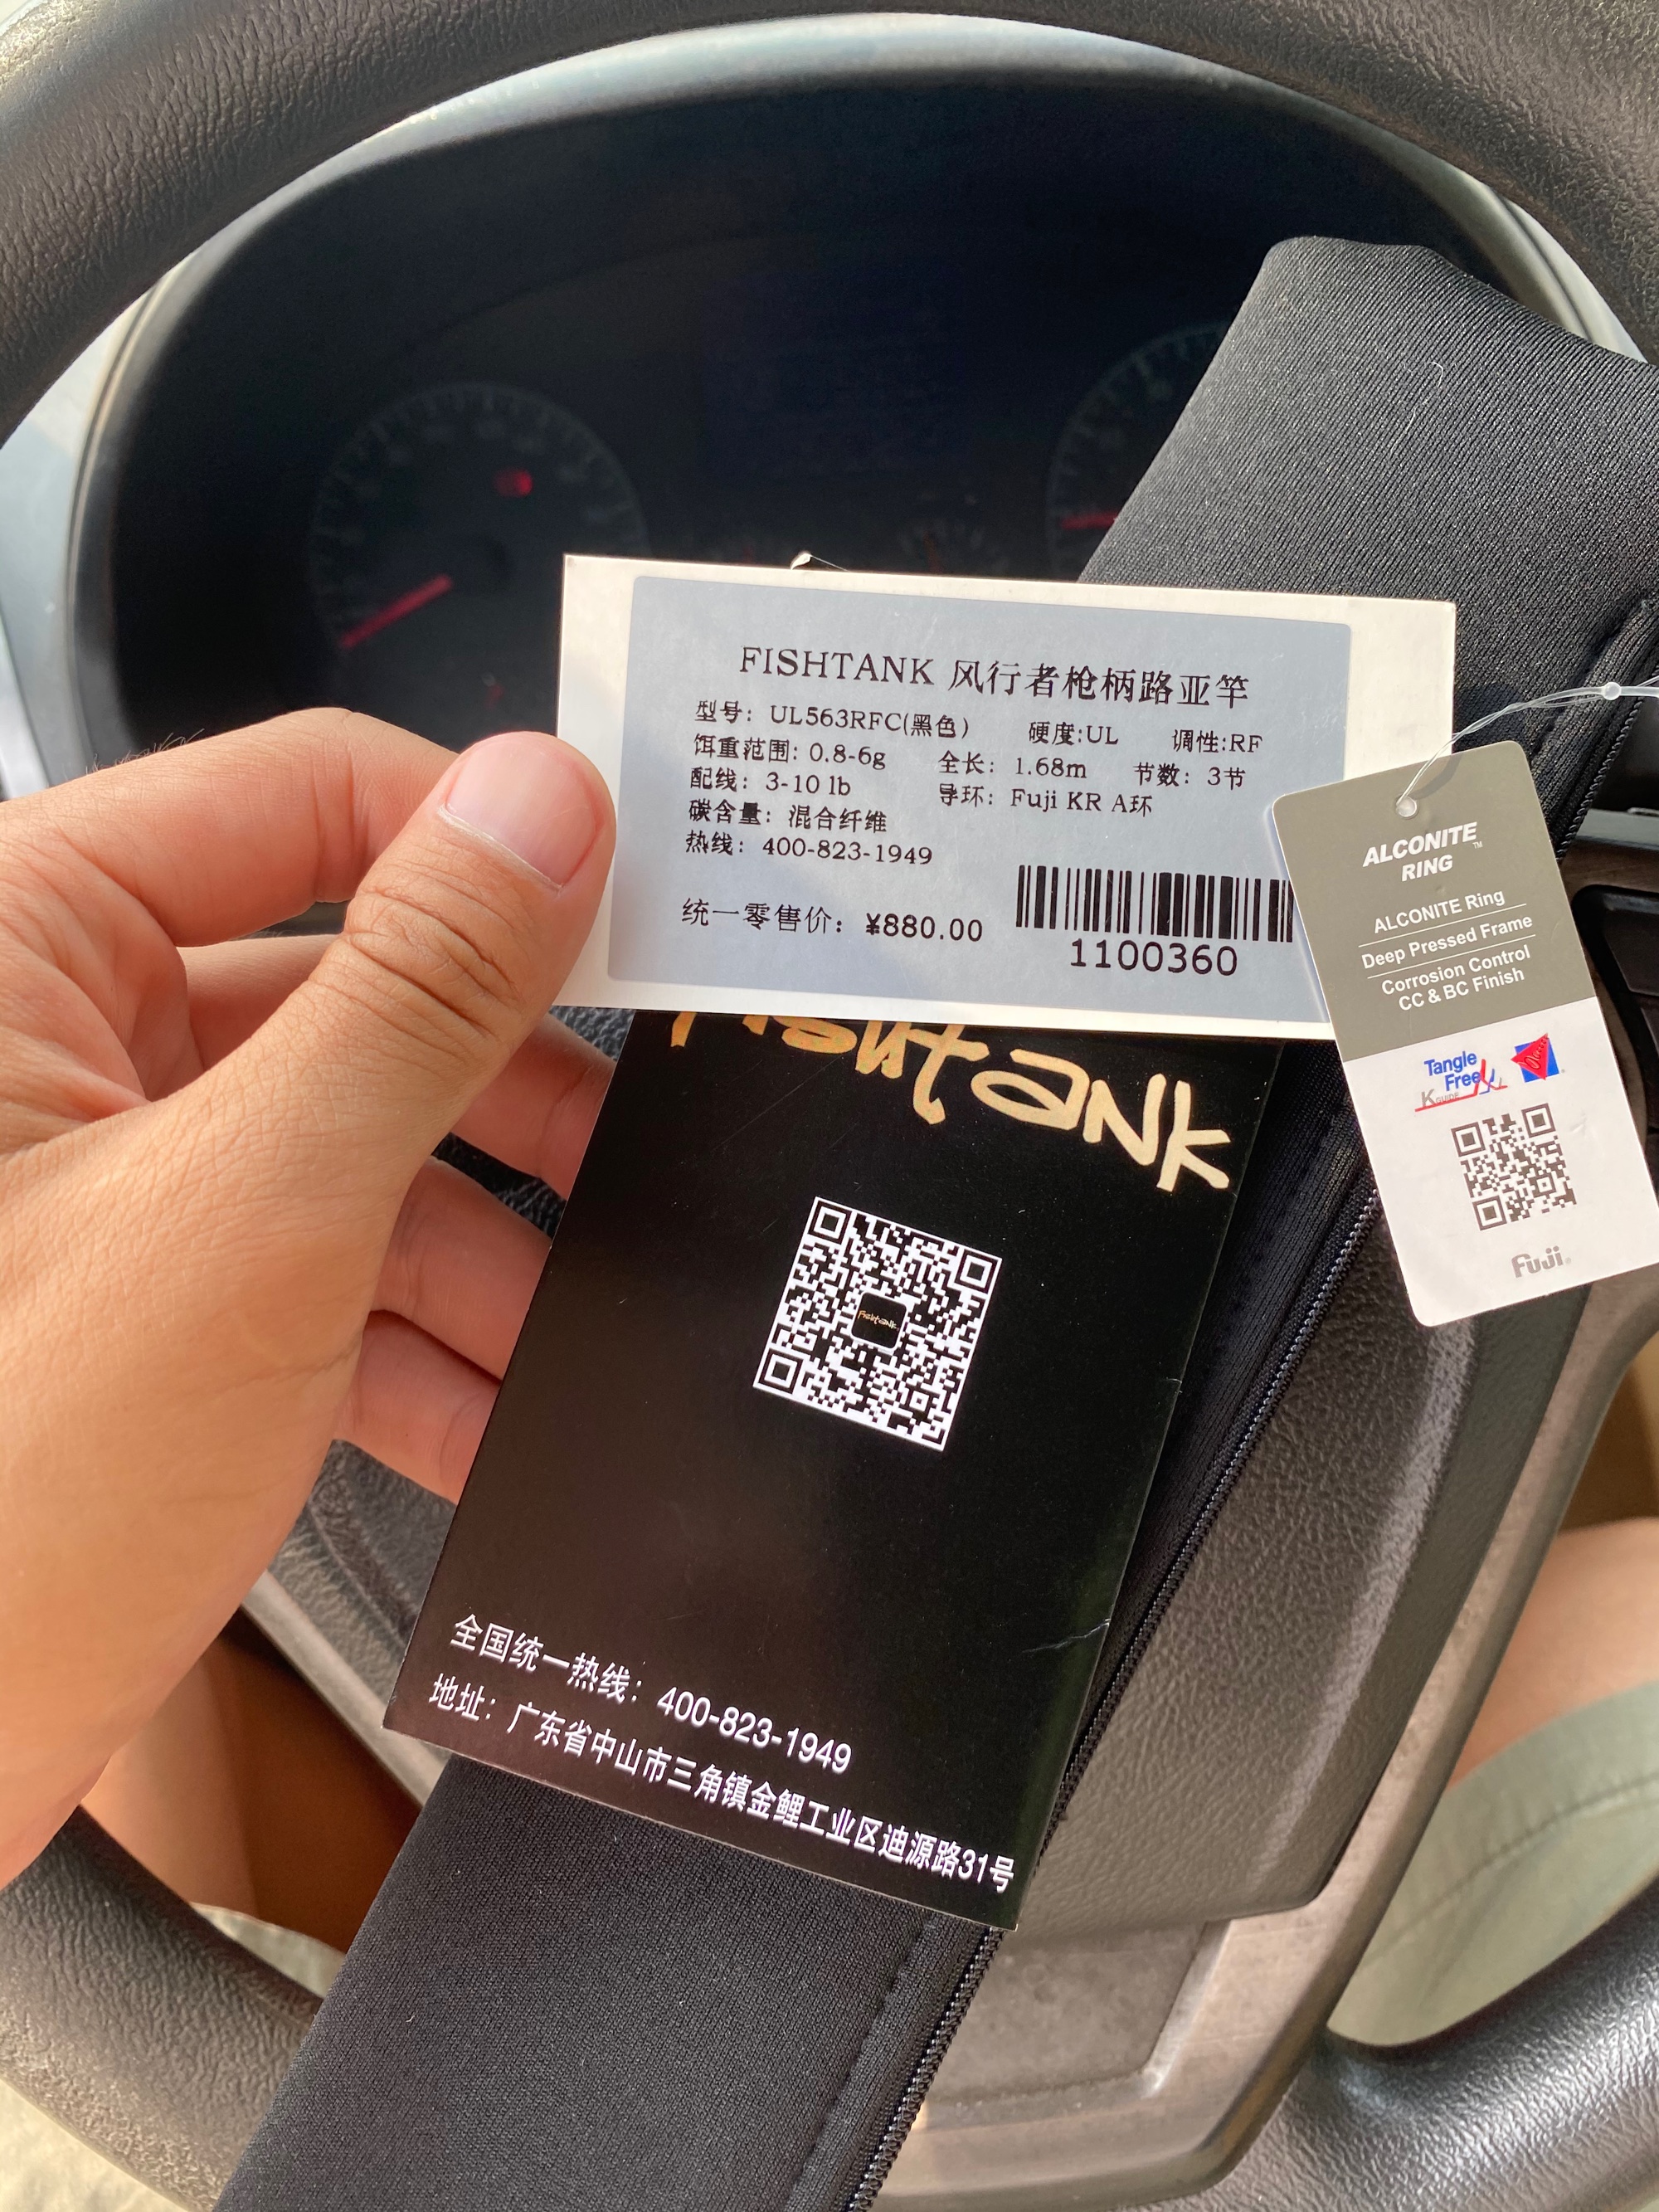 FISHTANK 风行者枪柄路亚竿
型号: UL563RFC(黑色) 硬度:UL 调性:RF
饵重范围: 0.8-6g 全长: 1.68m 节数: 3节
配线: 3-10 lb 导环: Fuji KR A环
碳含量: 混合纤维
热线: 400-823-1949
统一零售价: ¥880.00
1100360
ALCONITE™
RING
ALCONITE Ring
Deep Pressed Frame
Corrosion Control
CC & BC Finish
Tangle
Free
K GUIDE
Fuji®
Fishtank
Fishtank
全国统一热线: 400-823-1949
地址: 广东省中山市三角镇金鲤工业区迪源路31号